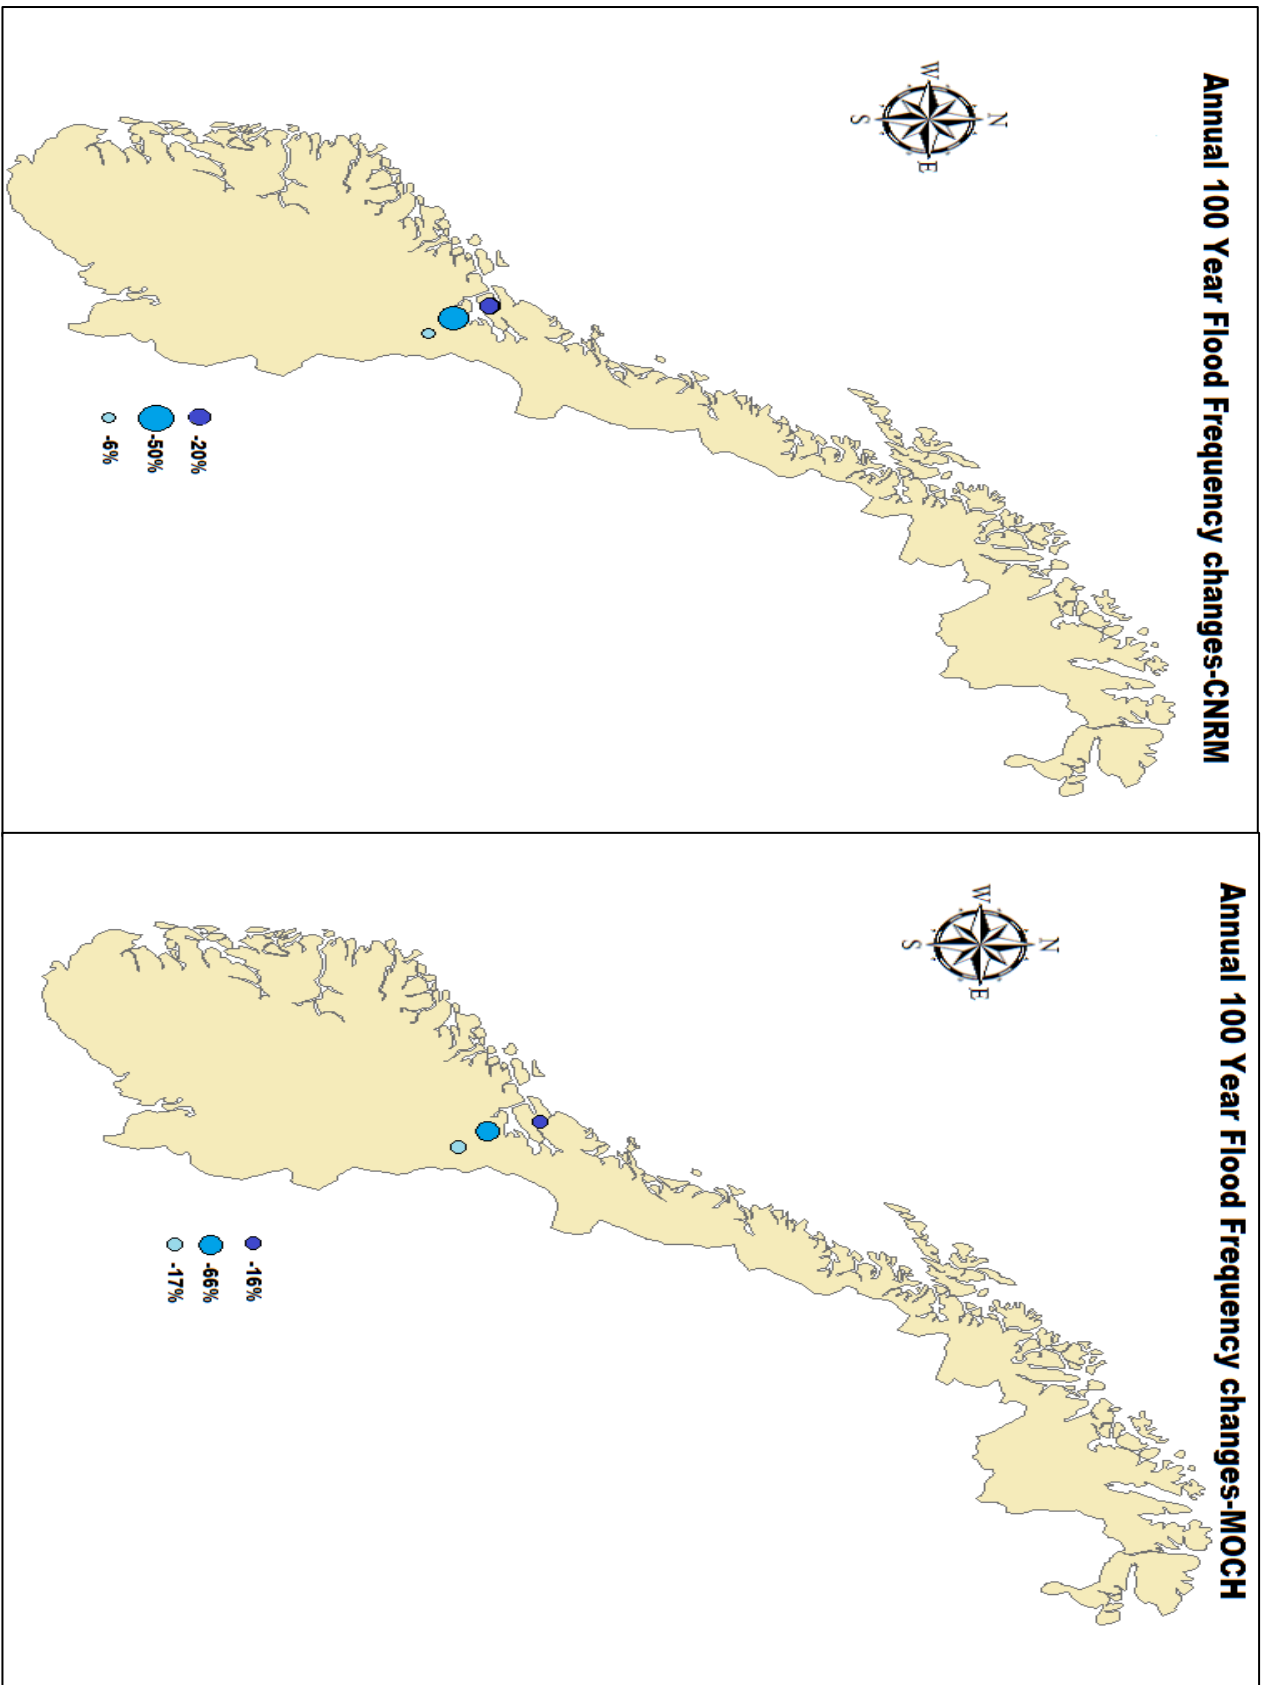 Annual 100 Year Flood Frequency changes-CNRM
N
W
E
S
-20%
-50%
-6%
Annual 100 Year Flood Frequency changes-MOCH
N
W
E
S
-16%
-66%
-17%